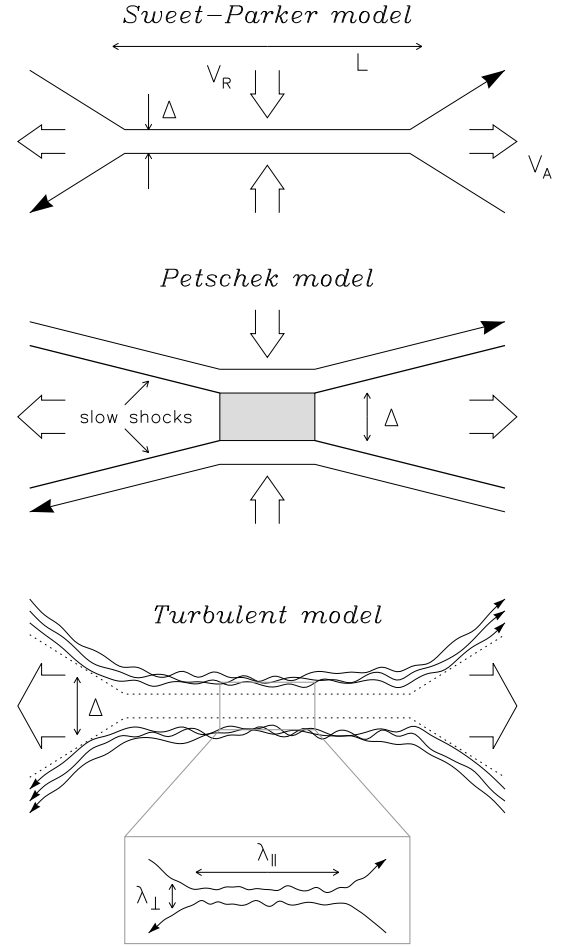 Sweet-Parker model
L
V_R
Δ
V_A
Petschek model
slow shocks
Δ
Turbulent model
Δ
λ_∥
λ_⊥